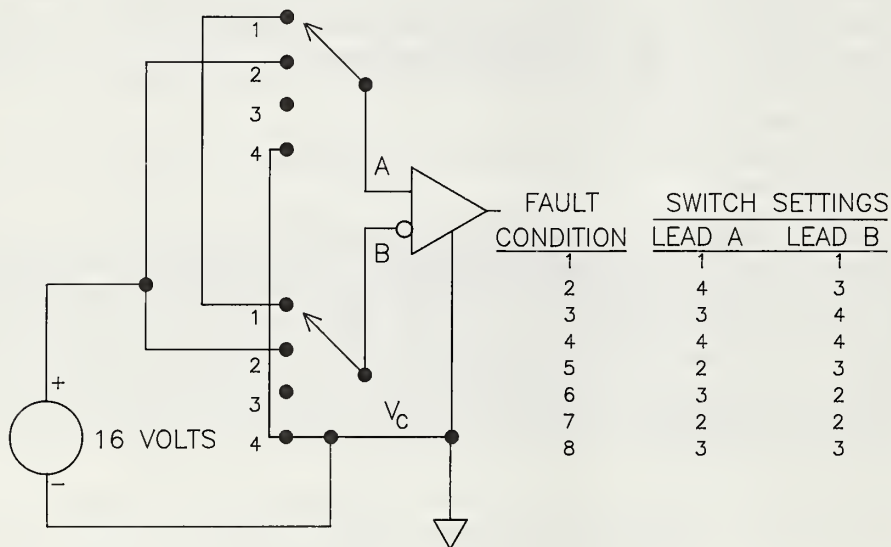 1
2
3
4
A
B
1
2
3
4
+
16 VOLTS
−
VC
FAULT CONDITION
SWITCH SETTINGS
LEAD A LEAD B
1 1 1
2 4 3
3 3 4
4 4 4
5 2 3
6 3 2
7 2 2
8 3 3